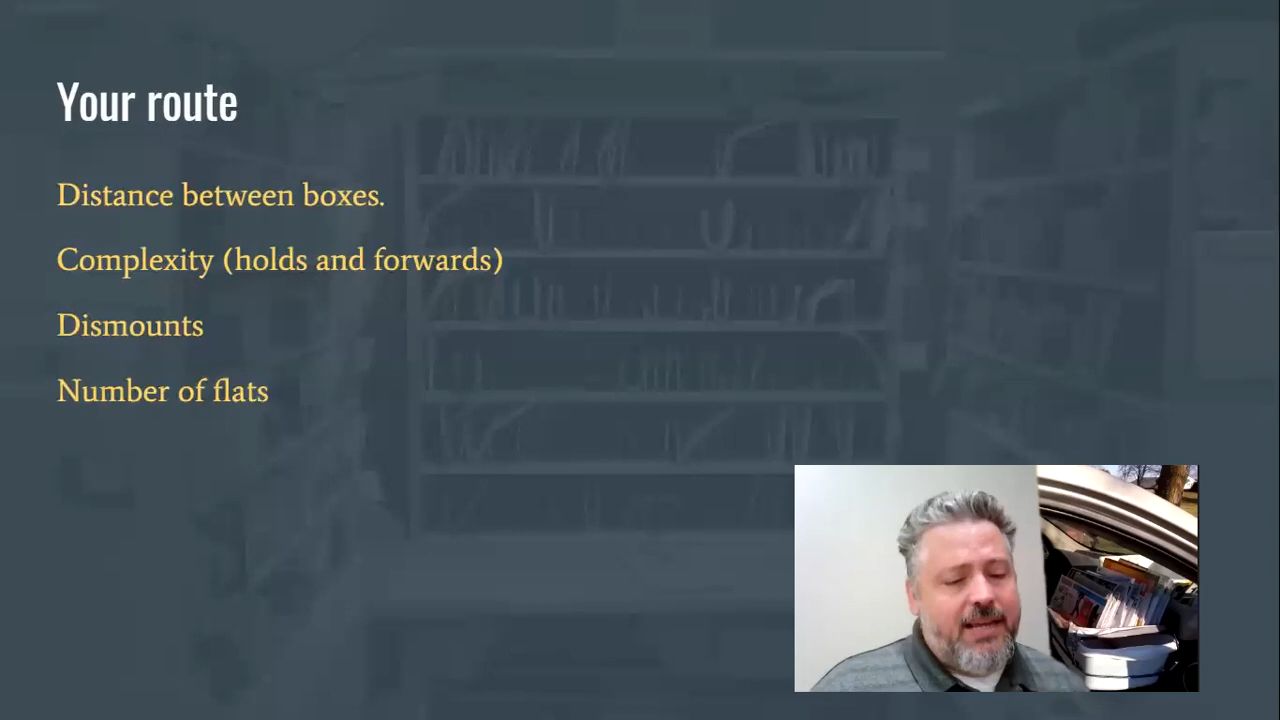 Your route
Distance between boxes.
Complexity (holds and forwards)
Dismounts
Number of flats